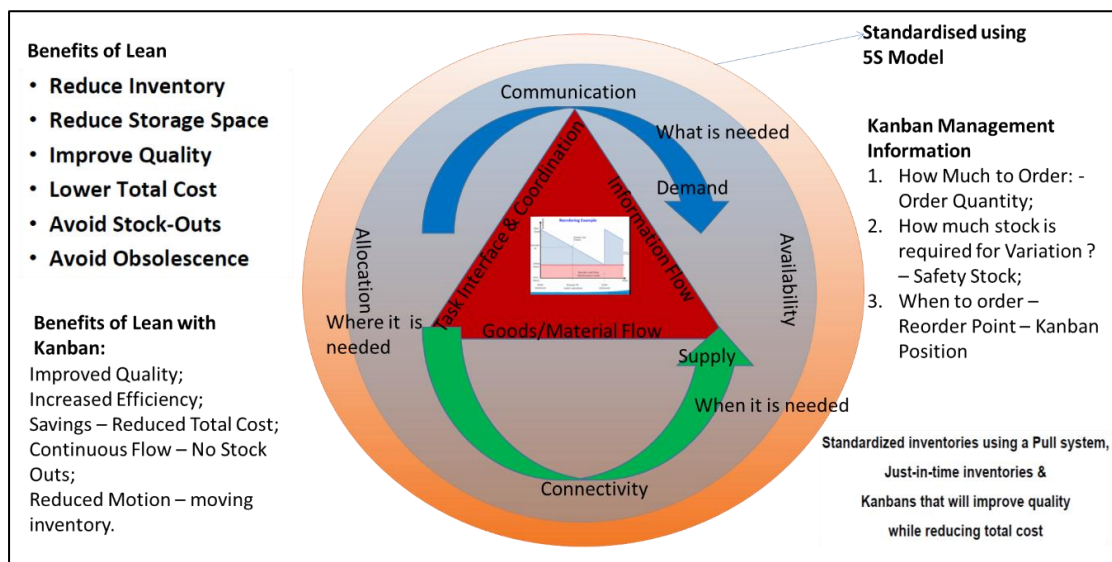 Benefits of Lean
• Reduce Inventory
• Reduce Storage Space
• Improve Quality
• Lower Total Cost
• Avoid Stock-Outs
• Avoid Obsolescence
Benefits of Lean with
Kanban:
Improved Quality;
Increased Efficiency;
Savings – Reduced Total Cost;
Continuous Flow – No Stock
Outs;
Reduced Motion – moving
inventory.
Communication
What is needed
Demand
Task Interface & Coordination
Information Flow
Reordering Example
Allocation
Availability
Where it is
needed
Goods/Material Flow
Supply
When it is needed
Connectivity
Standardised using
5S Model
Kanban Management
Information
1. How Much to Order: -
Order Quantity;
2. How much stock is
required for Variation ?
– Safety Stock;
3. When to order –
Reorder Point – Kanban
Position
Standardized inventories using a Pull system,
Just-in-time inventories &
Kanbans that will improve quality
while reducing total cost